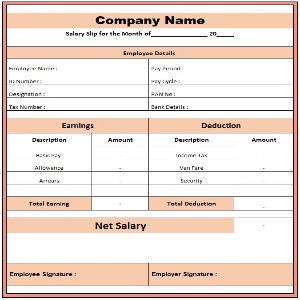 Company Name
Salary Slip for the Month of__________________ 20_____
Employee Details
Employee Name : Pay Period :
ID Number : Pay Cycle :
Designation : PAN No :
Tax Number : Bank Details :
Earnings Deduction
Description Amount Description Amount
Basic Pay - Income Tax
Allowance - Van Fare -
Arrears - Security -
Total Earning - Total Deduction -
Net Salary -
Employee Signature : Employer Signature :